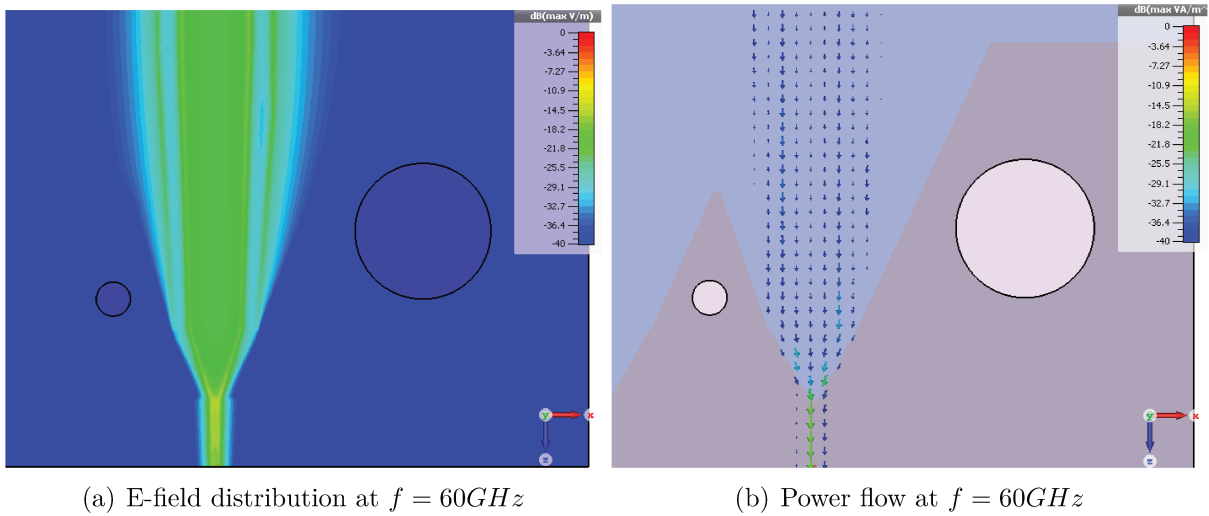 dB(max V/m)
0
-3.64
-7.27
-10.9
-14.5
-18.2
-21.8
-25.5
-29.1
-32.7
-36.4
-40
y
x
z
dB(max VA/m^
0
-3.64
-7.27
-10.9
-14.5
-18.2
-21.8
-25.5
-29.1
-32.7
-36.4
-40
y
x
z
(a) E-field distribution at f = 60GHz
(b) Power flow at f = 60GHz